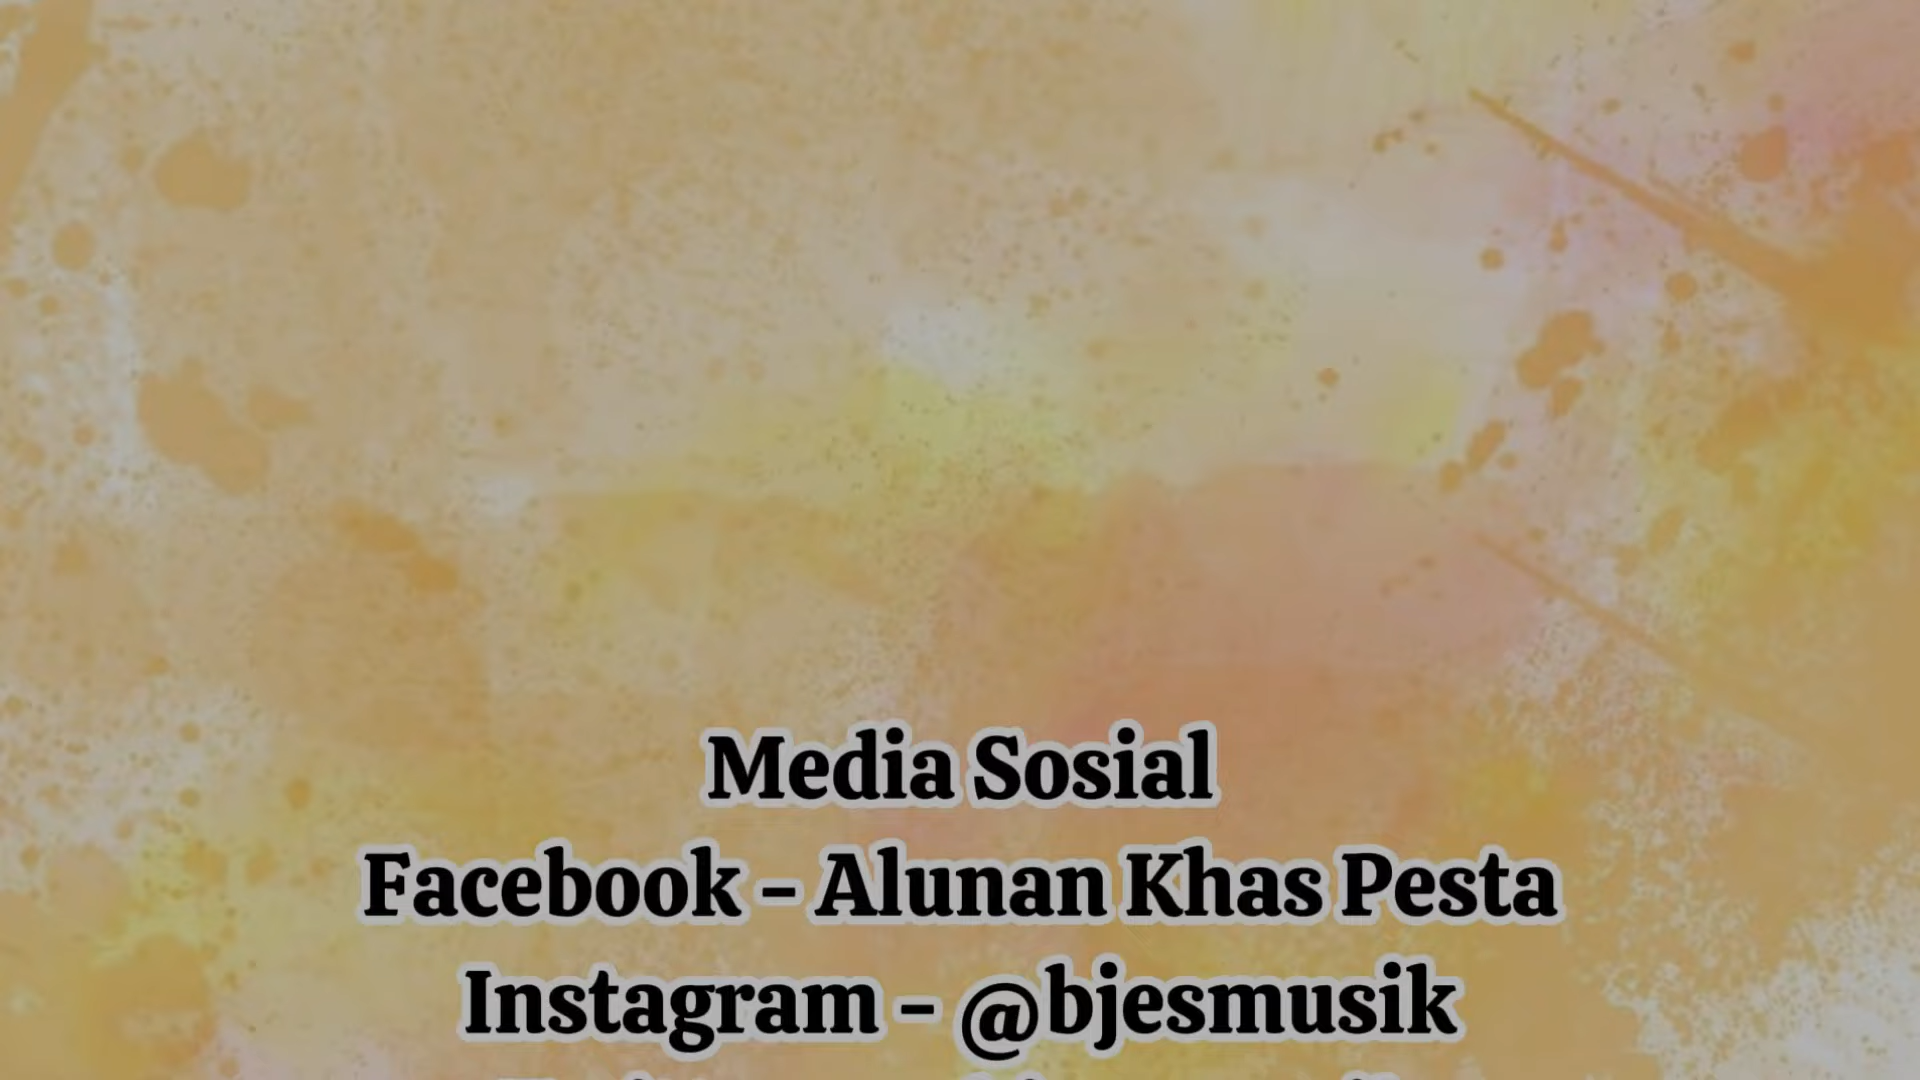 Media Sosial
Facebook - Alunan Khas Pesta
Instagram - @bjesmusik